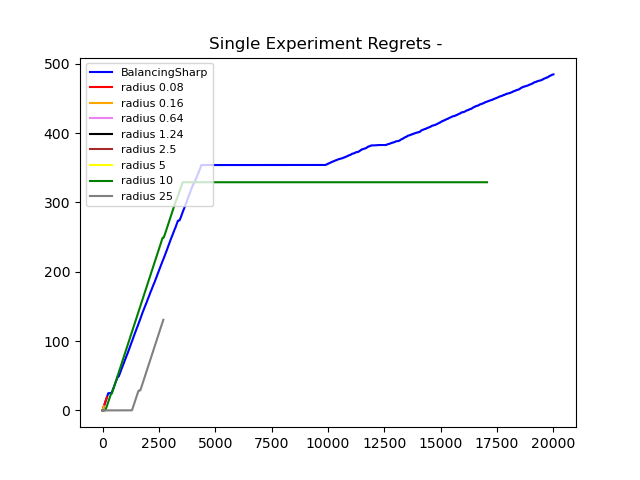 Single Experiment Regrets -
500
400
300
200
100
0
BalancingSharp
radius 0.08
radius 0.16
radius 0.64
radius 1.24
radius 2.5
radius 5
radius 10
radius 25
0 2500 5000 7500 10000 12500 15000 17500 20000